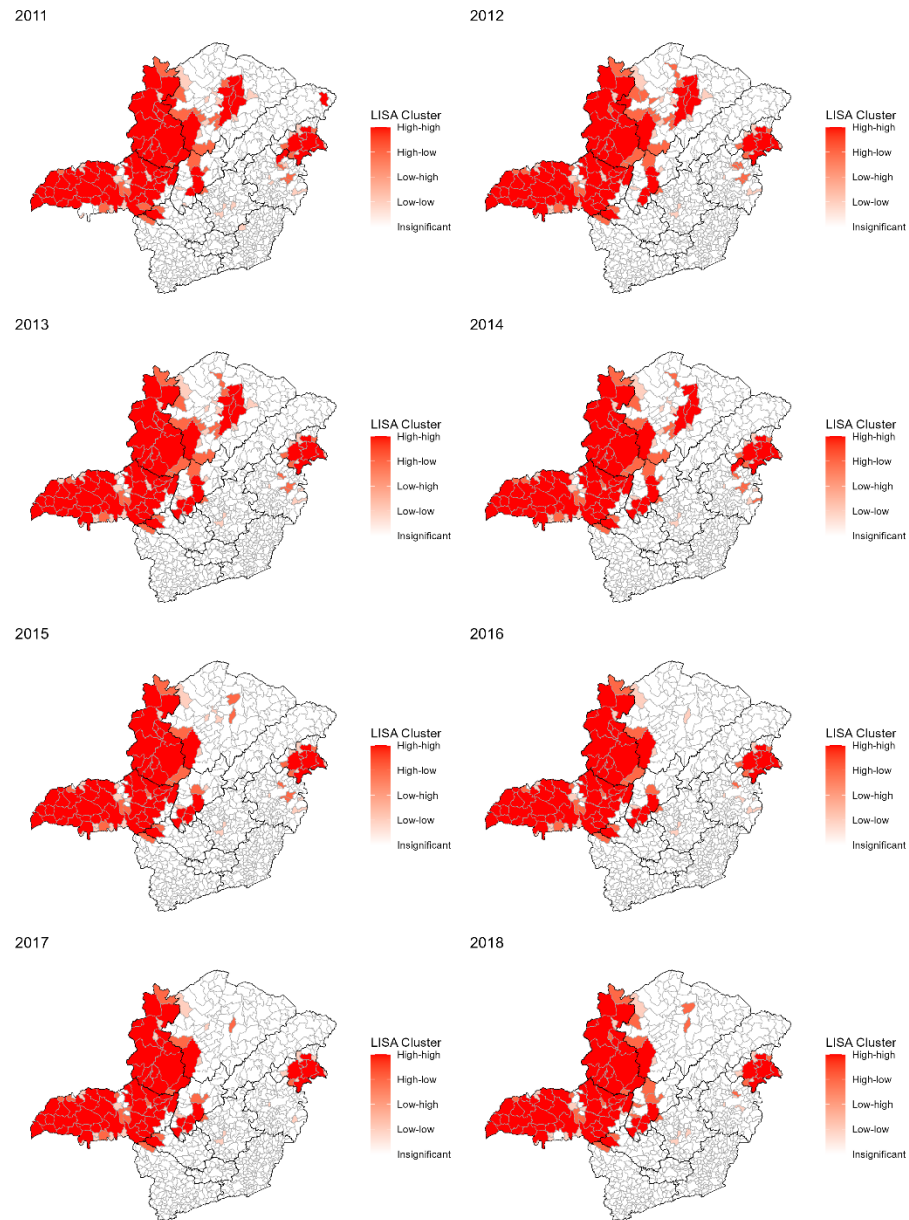 2011
2012
LISA Cluster
High-high
High-low
Low-high
Low-low
Insignificant
LISA Cluster
High-high
High-low
Low-high
Low-low
Insignificant
2013
2014
LISA Cluster
High-high
High-low
Low-high
Low-low
Insignificant
LISA Cluster
High-high
High-low
Low-high
Low-low
Insignificant
2015
2016
LISA Cluster
High-high
High-low
Low-high
Low-low
Insignificant
LISA Cluster
High-high
High-low
Low-high
Low-low
Insignificant
2017
2018
LISA Cluster
High-high
High-low
Low-high
Low-low
Insignificant
LISA Cluster
High-high
High-low
Low-high
Low-low
Insignificant